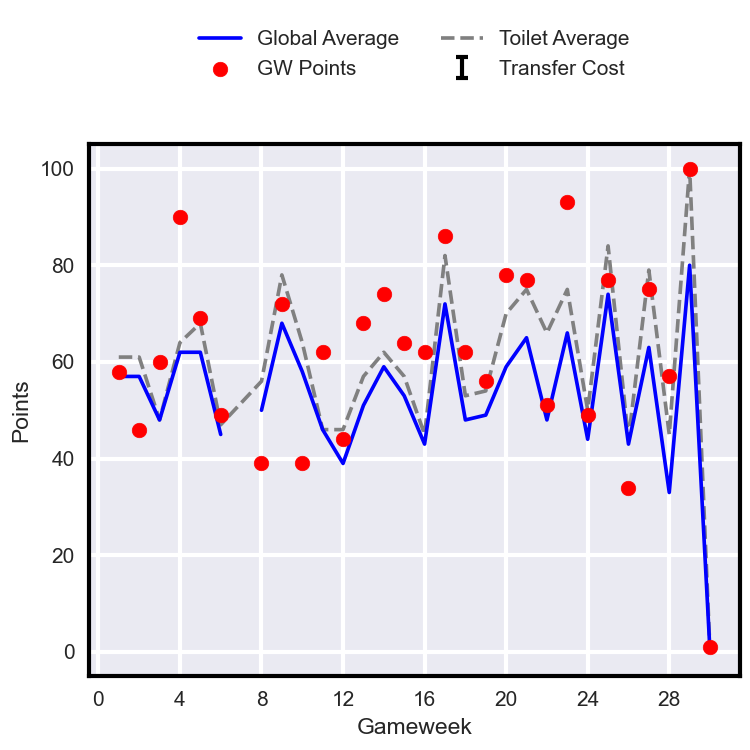 Global Average
Toilet Average
GW Points
Transfer Cost
100
80
60
40
20
0
Points
0 4 8 12 16 20 24 28
Gameweek